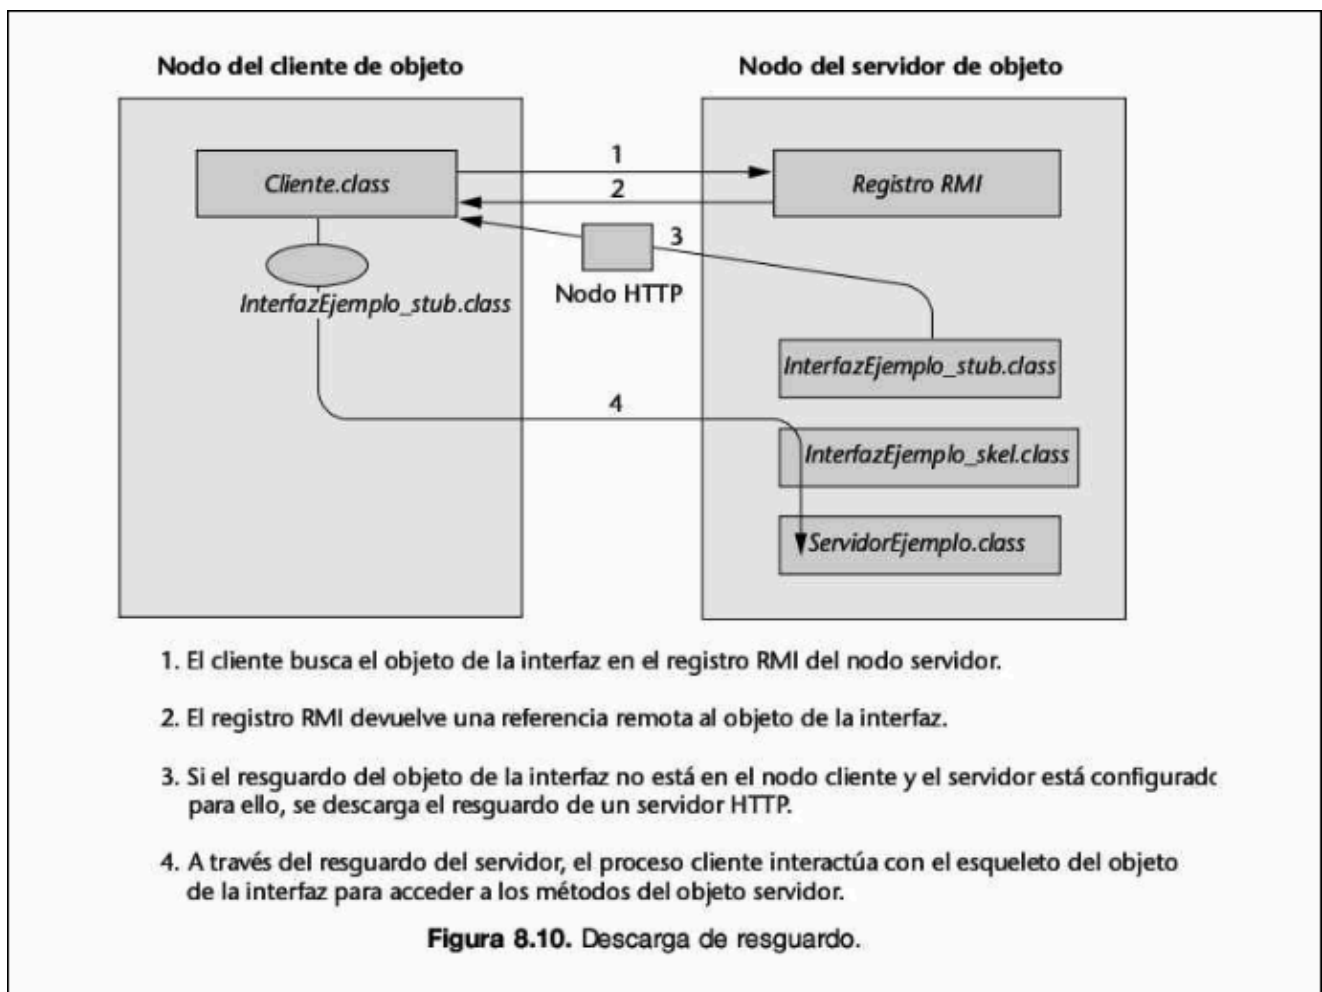 Nodo del cliente de objeto
Nodo del servidor de objeto
Cliente.class
1
Registro RMI
2
3
Nodo HTTP
InterfazEjemplo_stub.class
InterfazEjemplo_stub.class
4
InterfazEjemplo_skel.class
ServidorEjemplo.class
1. El cliente busca el objeto de la interfaz en el registro RMI del nodo servidor.
2. El registro RMI devuelve una referencia remota al objeto de la interfaz.
3. Si el resguardo del objeto de la interfaz no está en el nodo cliente y el servidor está configurado
para ello, se descarga el resguardo de un servidor HTTP.
4. A través del resguardo del servidor, el proceso cliente interactúa con el esqueleto del objeto
de la interfaz para acceder a los métodos del objeto servidor.
Figura 8.10. Descarga de resguardo.